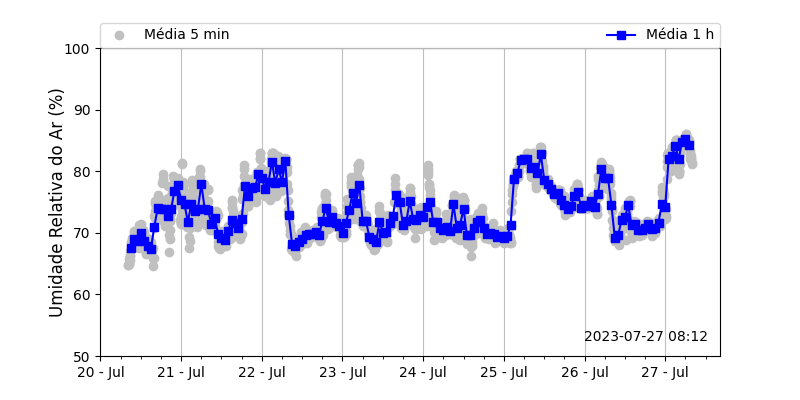 Média 5 min
Média 1 h
100
90
80
70
60
50
Umidade Relativa do Ar (%)
2023-07-27 08:12
20 - Jul
21 - Jul
22 - Jul
23 - Jul
24 - Jul
25 - Jul
26 - Jul
27 - Jul